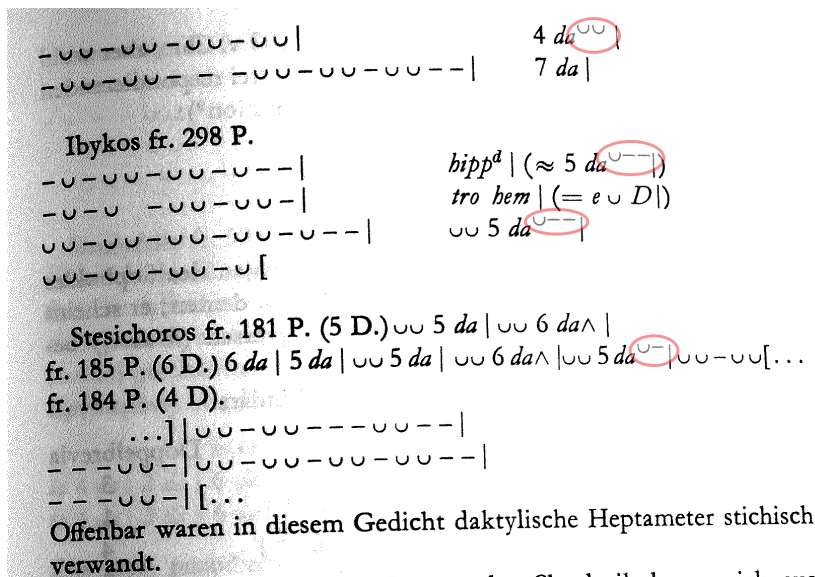 –∪∪–∪∪–∪∪–∪∪| 4 da∪∪|
–∪∪–∪∪– – –∪∪–∪∪–∪∪––| 7 da|
Ibykos fr. 298 P.
–∪–∪∪–∪∪–∪––| hippᵈ | (≈ 5 da∪––|)
–∪–∪ –∪∪–∪∪–| tro hem | (= e ∪ D|)
∪∪–∪∪–∪∪–∪∪–∪––| ∪∪ 5 da∪––|
∪∪–∪∪–∪∪–∪[
Stesichoros fr. 181 P. (5 D.) ∪∪ 5 da | ∪∪ 6 da∧ |
fr. 185 P. (6 D.) 6 da | 5 da | ∪∪ 5 da | ∪∪ 6 da∧ |∪∪ 5 da∪–|∪∪–∪∪[...
fr. 184 P. (4 D).
...]|∪∪–∪∪–––∪∪––|
–––∪∪–|∪∪–∪∪–∪∪–∪∪––|
–––∪∪–|[...
Offenbar waren in diesem Gedicht daktylische Heptameter stichisch
verwandt.